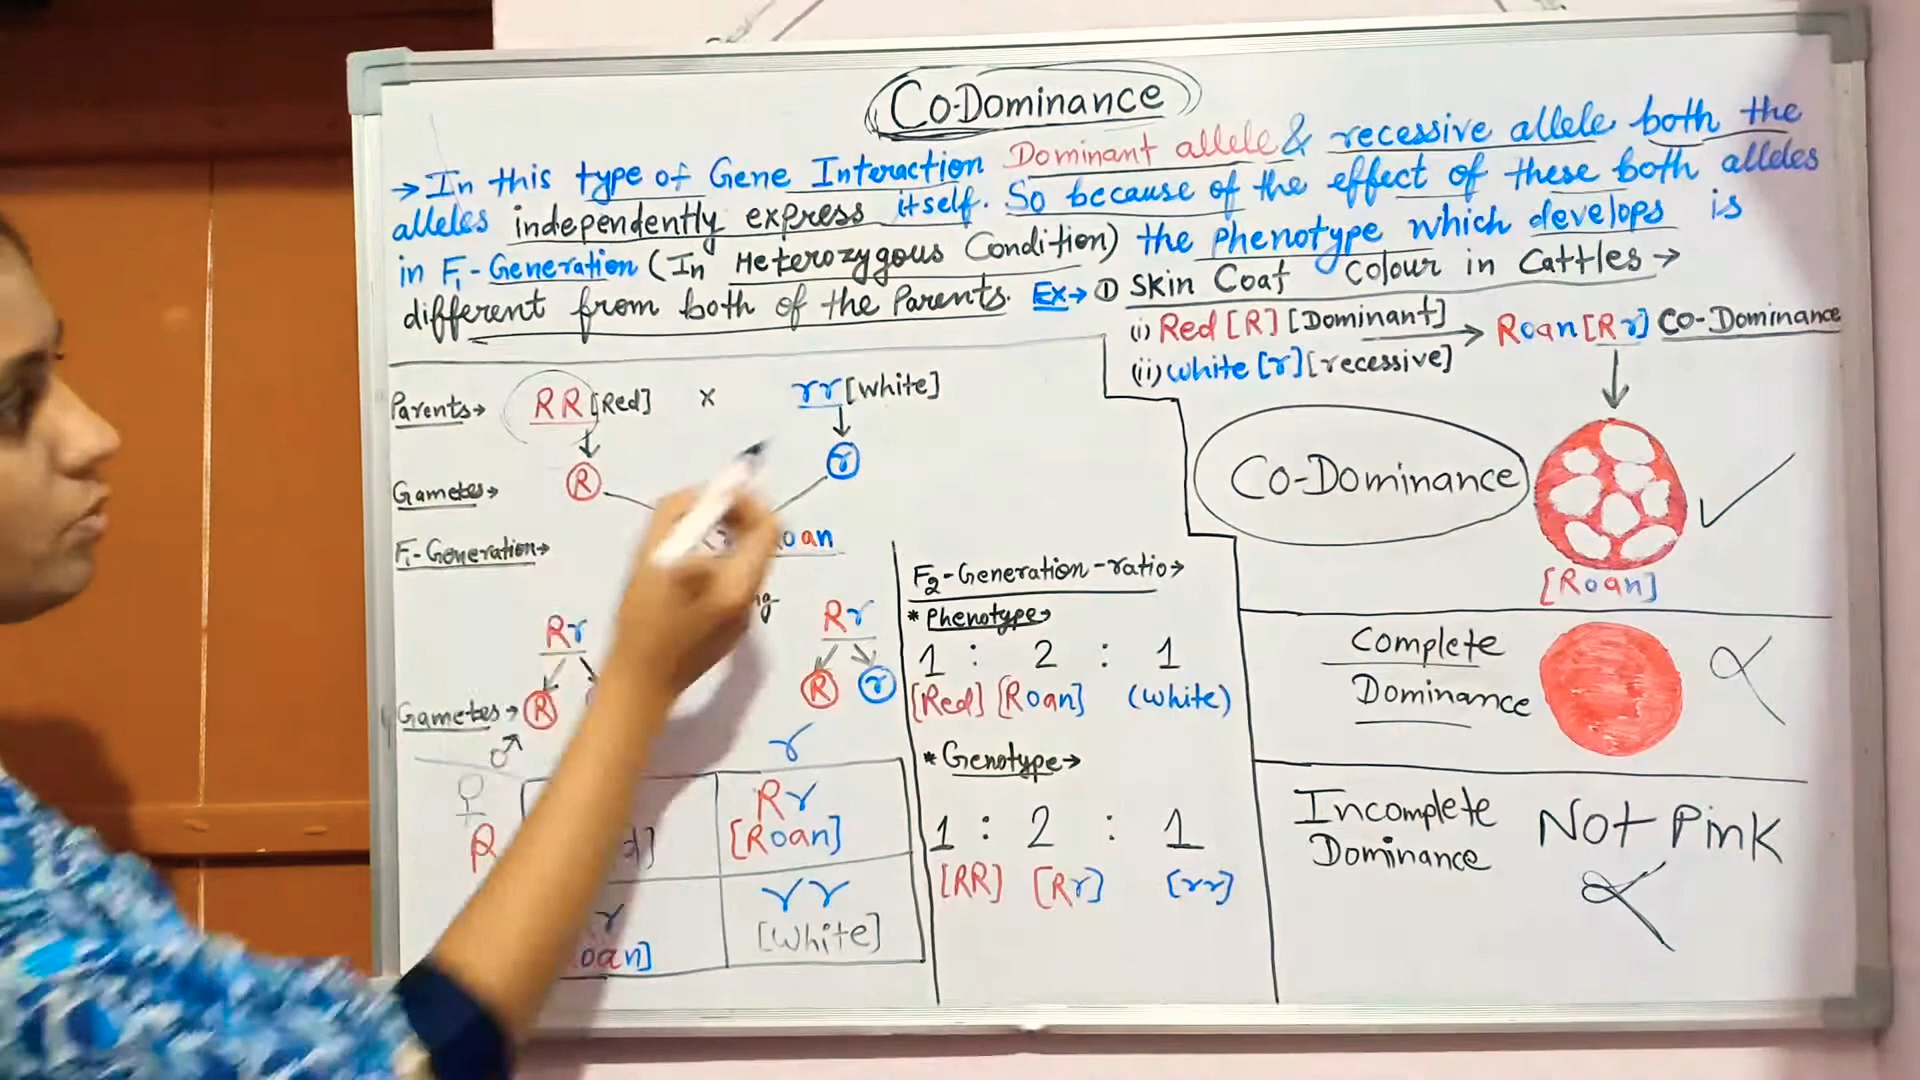 Co-Dominance
→ In this type of Gene Interaction Dominant allele & recessive allele both the
alleles independently express itself. So because of the effect of these both alleles
in F₁-Generation (In Heterozygous Condition) the phenotype which develops is
different from both of the Parents. Ex→ ① Skin Coat Colour in Cattles →
(i) Red [R] [Dominant] → Roan [Rr] Co-Dominance
(ii) White [r] [recessive]
Parents→ RR [Red] x rr [White]
Gametes→ R r
F₁-Generation→ oan
ng
Rr Rr
R R r
Gametes→
♂
♀ r
R d] Rr
[Roan]
r rr
oan] [White]
F₂-Generation-ratio→
* Phenotype→
1 : 2 : 1
[Red] [Roan] (White)
* Genotype→
1 : 2 : 1
[RR] [Rr] [rr]
Co-Dominance
[Roan]
Complete
Dominance
Incomplete
Dominance
Not Pink